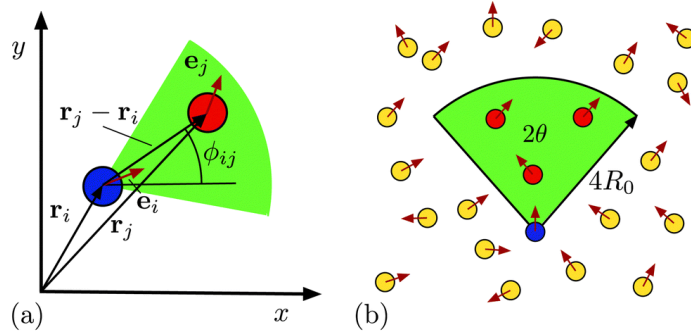 y
e_j
r_j − r_i
ϕ_ij
e_i
r_i
r_j
(a)
x
2θ
4R_0
(b)